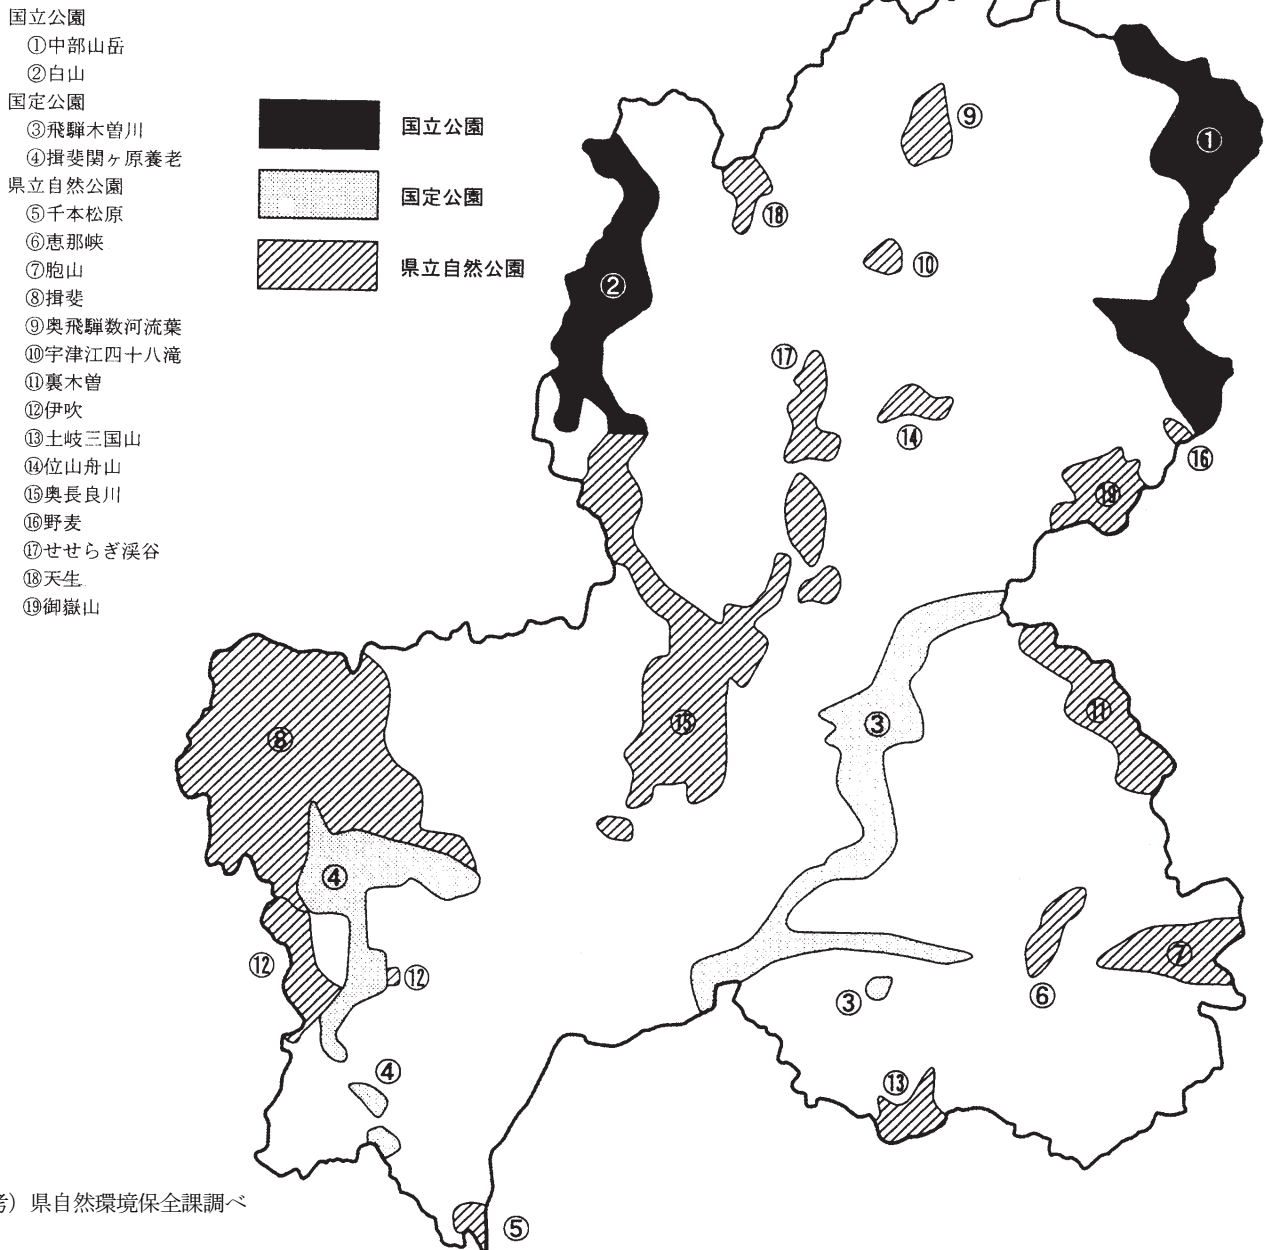 国立公園
①中部山岳
②白山
国定公園
③飛騨木曽川
④揖斐関ヶ原養老
県立自然公園
⑤千本松原
⑥恵那峡
⑦胞山
⑧揖斐
⑨奥飛騨数河流葉
⑩宇津江四十八滝
⑪裏木曽
⑫伊吹
⑬土岐三国山
⑭位山舟山
⑮奥長良川
⑯野麦
⑰せせらぎ渓谷
⑱天生
⑲御嶽山
国立公園
国定公園
県立自然公園
①
⑨
⑱
⑩
②
⑰
⑭
⑯
⑲
⑮
③
⑪
⑧
④
⑫
⑫
⑦
⑥
③
④
⑬
⑤
考）県自然環境保全課調べ